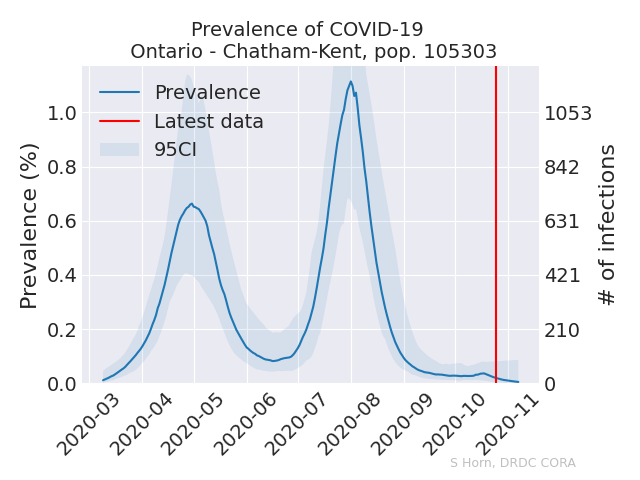 Prevalence of COVID-19
Ontario - Chatham-Kent, pop. 105303
Prevalence
Latest data
95CI
Prevalence (%)
1.0
0.8
0.6
0.4
0.2
0.0
1053
842
631
421
210
0
# of infections
2020-03
2020-04
2020-05
2020-06
2020-07
2020-08
2020-09
2020-10
2020-11
S Horn, DRDC CORA